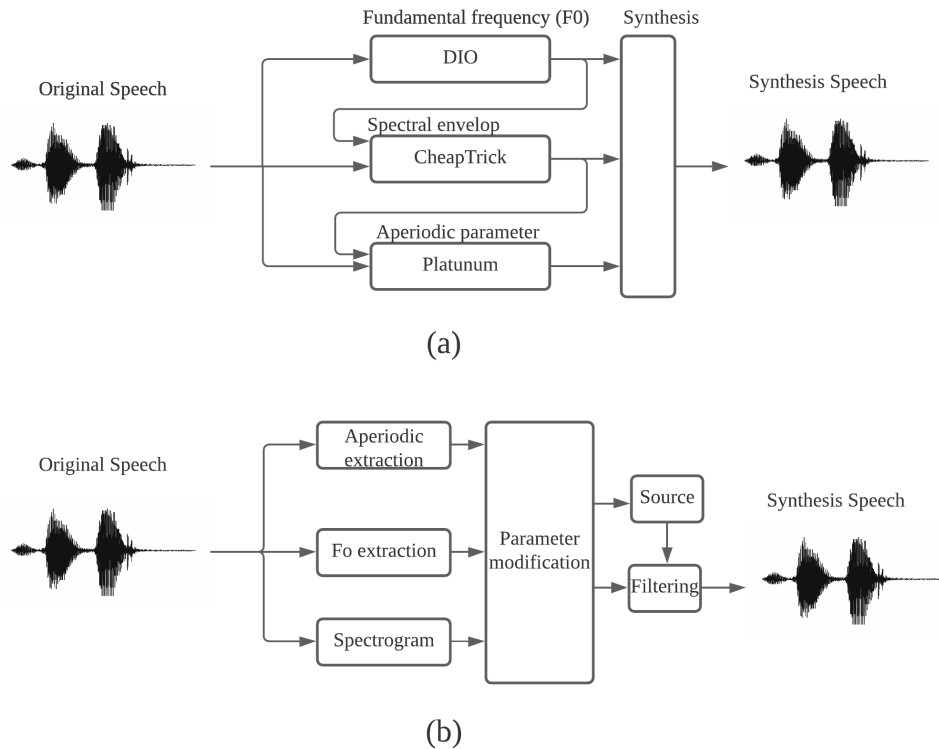 Fundamental frequency (F0)
Synthesis
DIO
Original Speech
Synthesis Speech
Spectral envelop
CheapTrick
Aperiodic parameter
Platunum
(a)
Aperiodic
extraction
Original Speech
Source
Synthesis Speech
Fo extraction
Parameter
modification
Filtering
Spectrogram
(b)